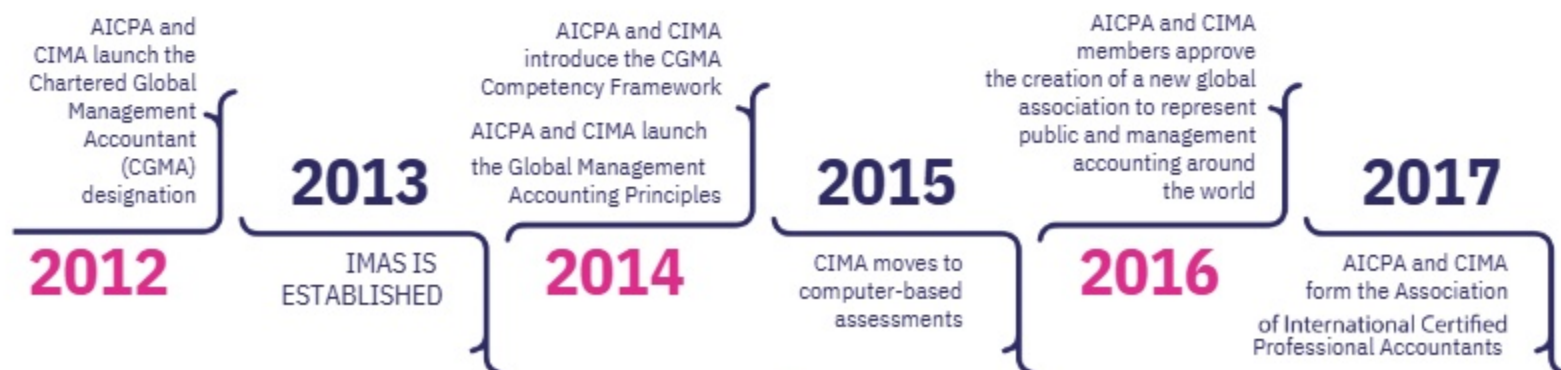 AICPA and
CIMA launch the
Chartered Global
Management
Accountant
(CGMA)
designation
2012
2013
IMAS IS
ESTABLISHED
AICPA and CIMA
introduce the CGMA
Competency Framework
AICPA and CIMA launch
the Global Management
Accounting Principles
2014
2015
CIMA moves to
computer-based
assessments
AICPA and CIMA
members approve
the creation of a new global
association to represent
public and management
accounting around
the world
2016
2017
AICPA and CIMA
form the Association
of International Certified
Professional Accountants